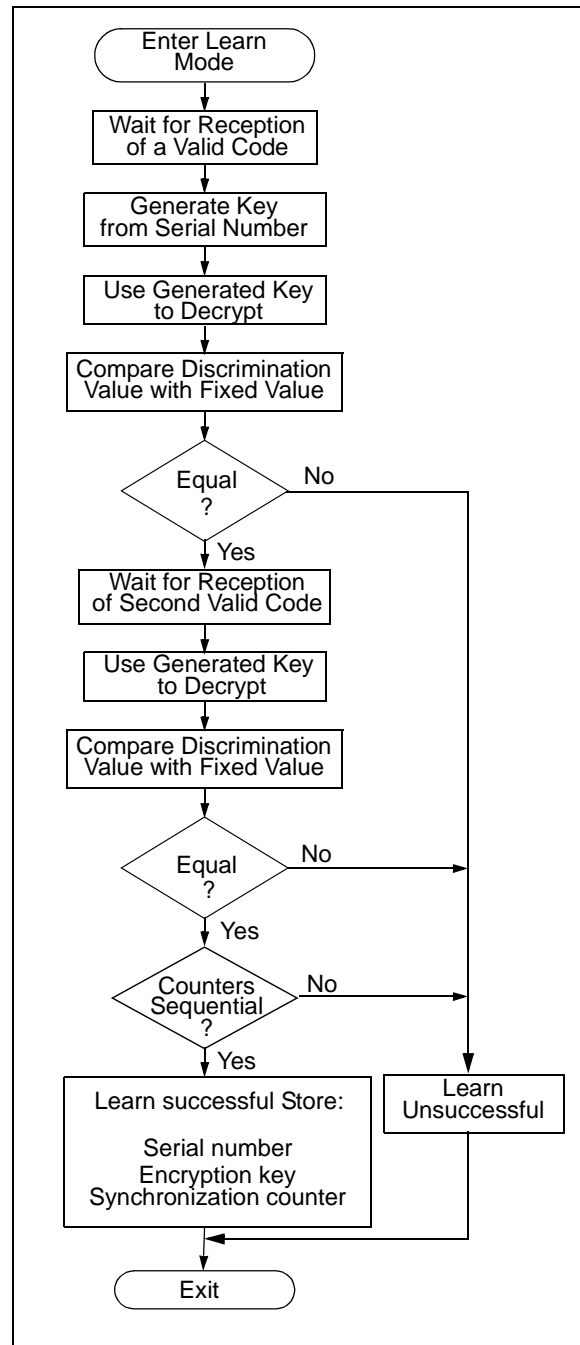 Enter Learn
Mode
Wait for Reception
of a Valid Code
Generate Key
from Serial Number
Use Generated Key
to Decrypt
Compare Discrimination
Value with Fixed Value
Equal
?
No
Yes
Wait for Reception
of Second Valid Code
Use Generated Key
to Decrypt
Compare Discrimination
Value with Fixed Value
Equal
?
No
Yes
Counters
Sequential
?
No
Yes
Learn successful Store:
Serial number
Encryption key
Synchronization counter
Learn
Unsuccessful
Exit